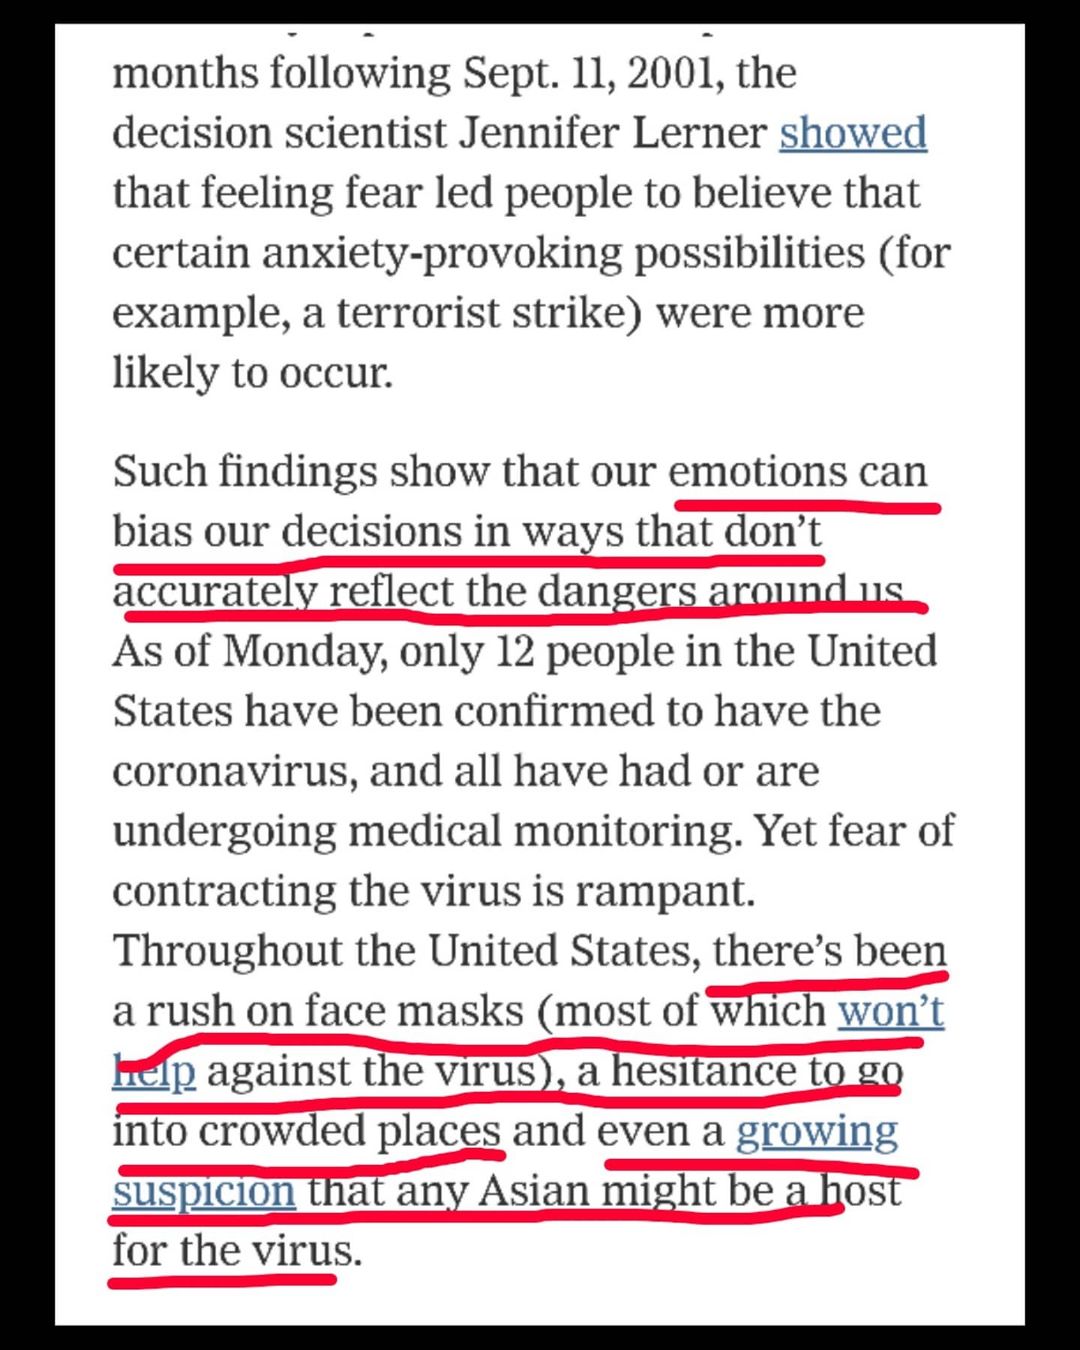 months following Sept. 11, 2001, the
decision scientist Jennifer Lerner showed
that feeling fear led people to believe that
certain anxiety-provoking possibilities (for
example, a terrorist strike) were more
likely to occur.
Such findings show that our emotions can
bias our decisions in ways that don’t
accurately reflect the dangers around us.
As of Monday, only 12 people in the United
States have been confirmed to have the
coronavirus, and all have had or are
undergoing medical monitoring. Yet fear of
contracting the virus is rampant.
Throughout the United States, there’s been
a rush on face masks (most of which won’t
help against the virus), a hesitance to go
into crowded places and even a growing
suspicion that any Asian might be a host
for the virus.